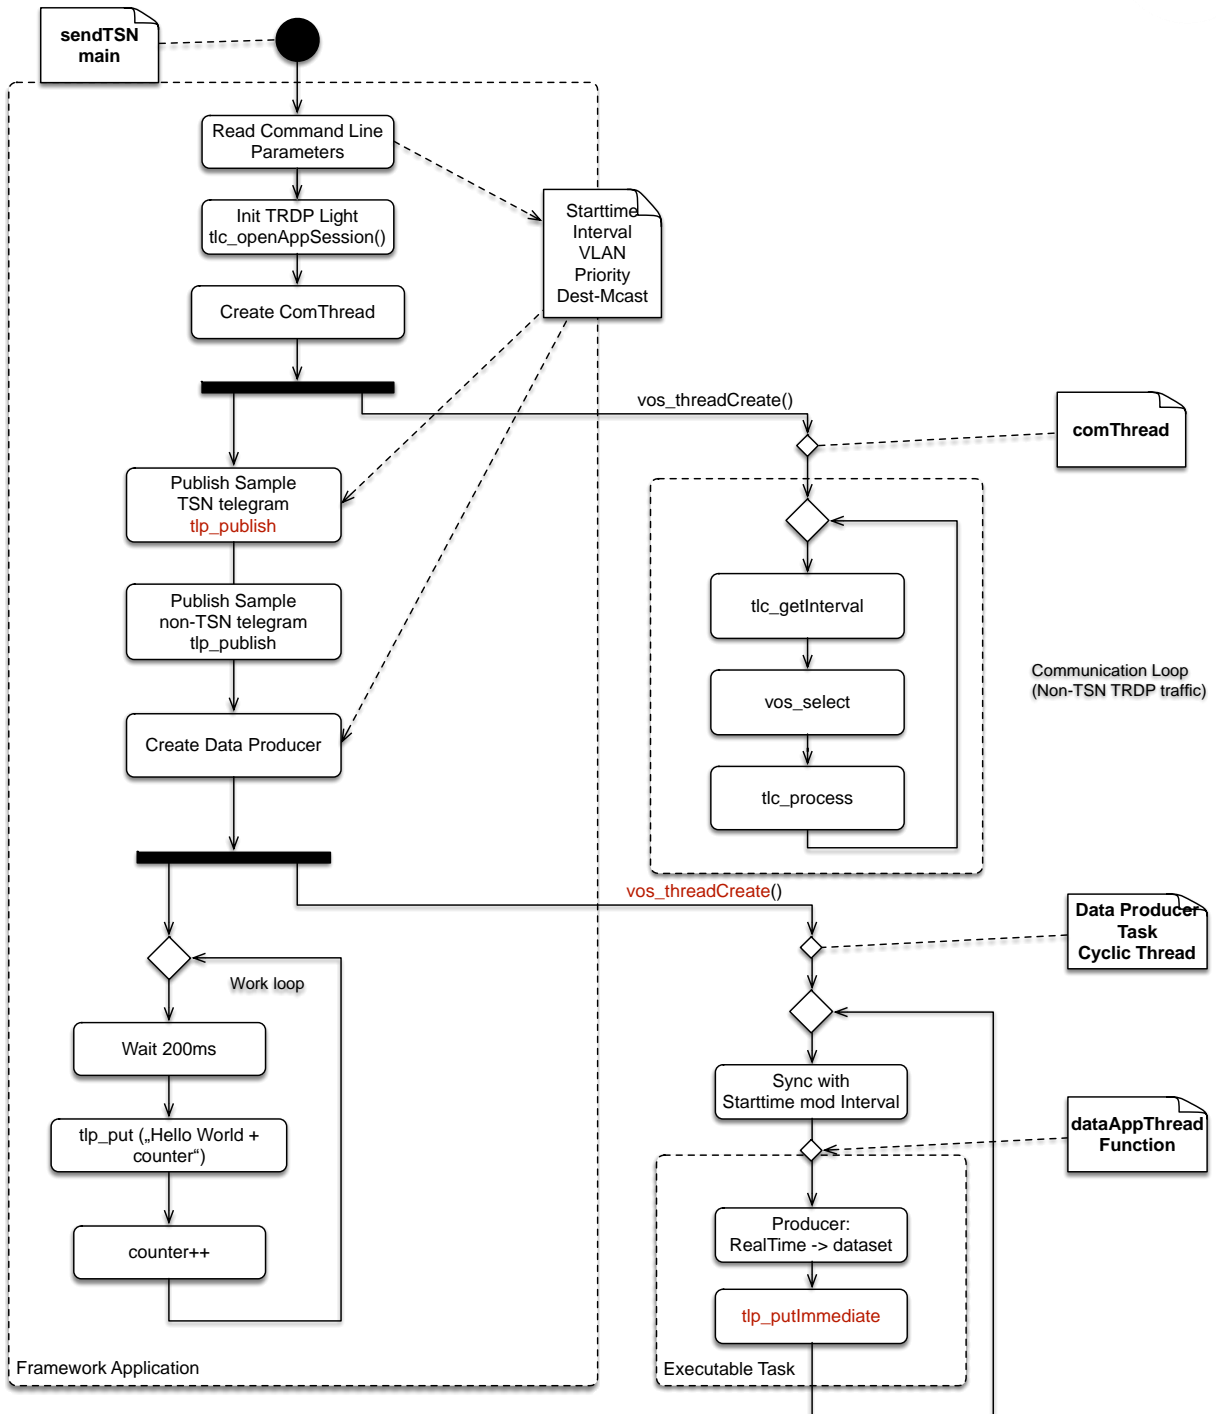 sendTSN
main
Read Command Line
Parameters
Init TRDP Light
tlc_openAppSession()
Starttime
Interval
VLAN
Priority
Dest-Mcast
Create ComThread
vos_threadCreate()
comThread
Publish Sample
TSN telegram
tlp_publish
Publish Sample
non-TSN telegram
tlp_publish
tlc_getInterval
vos_select
Communication Loop
(Non-TSN TRDP traffic)
Create Data Producer
tlc_process
vos_threadCreate()
Data Producer
Task
Cyclic Thread
Work loop
Wait 200ms
Sync with
Starttime mod Interval
tlp_put („Hello World +
counter“)
dataAppThread
Function
Producer:
RealTime -> dataset
counter++
tlp_putImmediate
Framework Application
Executable Task